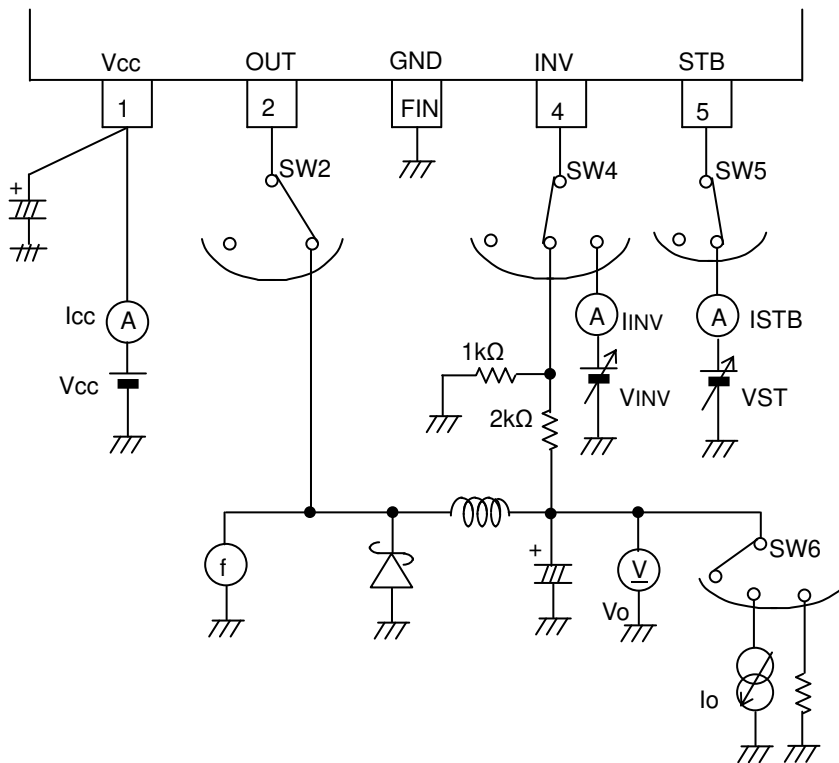 Vcc OUT GND INV STB
1 2 FIN 4 5
SW2 SW4 SW5
+
Icc A A IINV A ISTB
1kΩ
Vcc VINV VST
2kΩ
SW6
f + V
Vo
Io